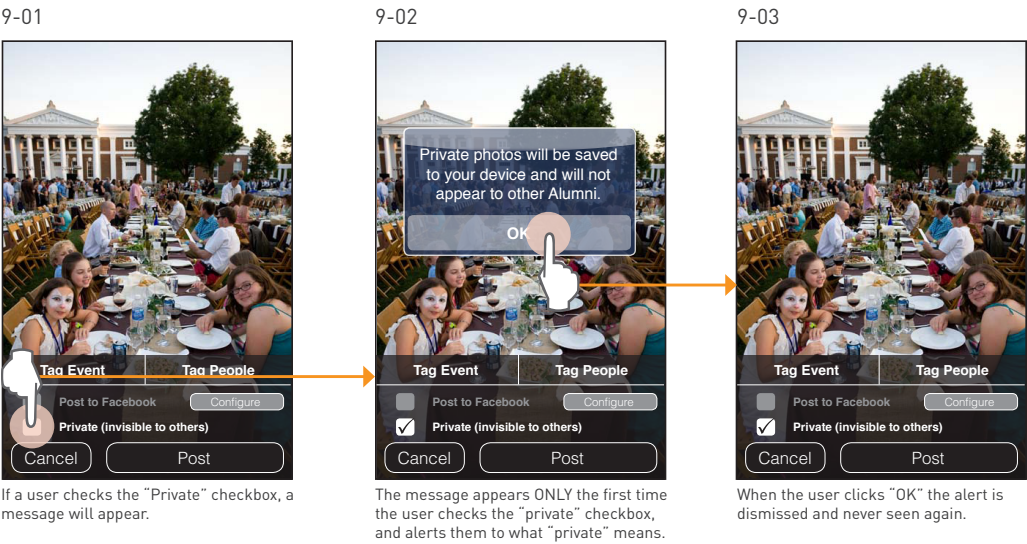 9-01
Tag Event
Tag People
Post to Facebook
Configure
Private (invisible to others)
Cancel
Post
If a user checks the “Private” checkbox, a
message will appear.
9-02
Private photos will be saved
to your device and will not
appear to other Alumni.
OK
Tag Event
Tag People
Post to Facebook
Configure
Private (invisible to others)
Cancel
Post
The message appears ONLY the first time
the user checks the “private” checkbox,
and alerts them to what “private” means.
9-03
Tag Event
Tag People
Post to Facebook
Configure
Private (invisible to others)
Cancel
Post
When the user clicks “OK” the alert is
dismissed and never seen again.